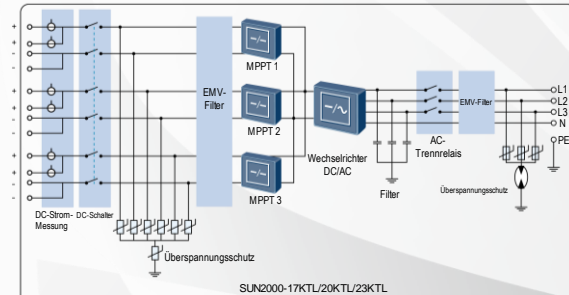 +
+
-
-
+
+
-
-
+
+
-
-
DC-Strom-
Messung
DC-Schalter
EMV-
Filter
MPPT 1
MPPT 2
MPPT 3
Wechselrichter
DC/AC
Filter
AC-
Trennrelais
EMV-Filter
L1
L2
L3
N
PE
Überspannungsschutz
Überspannungsschutz
SUN2000-17KTL/20KTL/23KTL